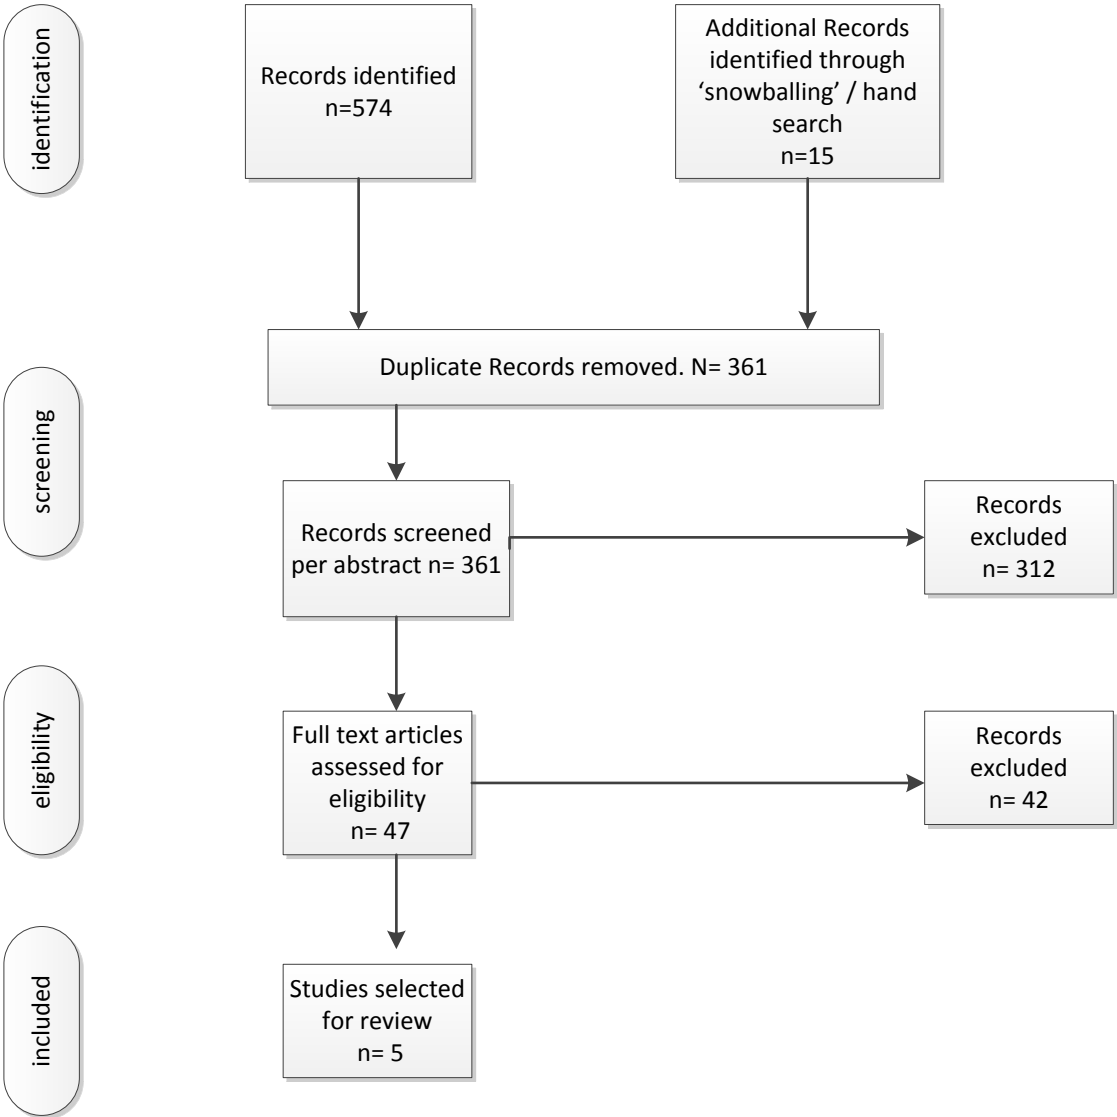 identification
Records identified
n=574
Additional Records
identified through
‘snowballing’ / hand
search
n=15
Duplicate Records removed. N= 361
screening
Records screened
per abstract n= 361
Records
excluded
n= 312
eligibility
Full text articles
assessed for
eligibility
n= 47
Records
excluded
n= 42
included
Studies selected
for review
n= 5